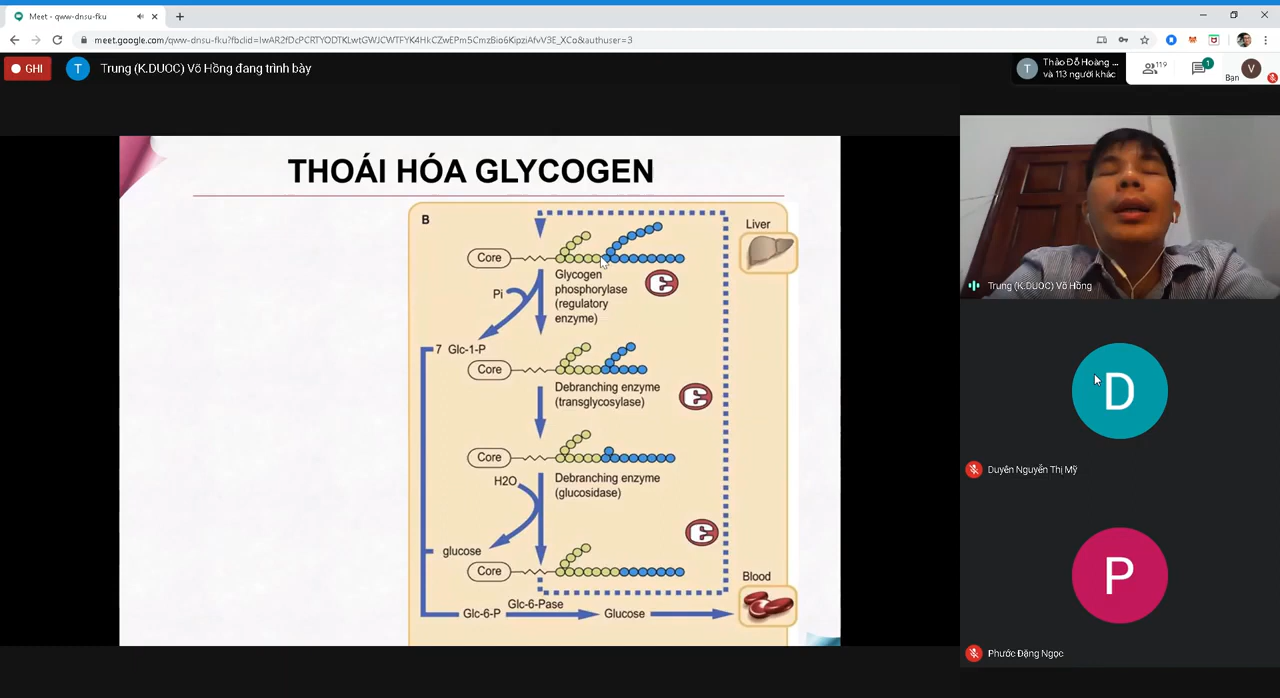 Meet - qww-dnsu-fku
meet.google.com/qww-dnsu-fku?fbclid=IwAR2fDcPCRTYODTKLwtGWJCWTFYK4HkCZwEPm5CmzBio6KipziAfvV3E_XCo&authuser=3
GHI
T
Trung (K.DUOC) Võ Hồng đang trình bày
T
Thảo Đỗ Hoàng ...
và 113 người khác
119
1
Bạn
V
THOÁI HÓA GLYCOGEN
B
Liver
Core
Glycogen
phosphorylase
(regulatory
enzyme)
Pi
7 Glc-1-P
Core
Debranching enzyme
(transglycosylase)
Core
H2O
Debranching enzyme
(glucosidase)
glucose
Core
Blood
Glc-6-P
Glc-6-Pase
Glucose
Trung (K.DUOC) Võ Hồng
D
Duyên Nguyễn Thị Mỹ
P
Phước Đặng Ngọc